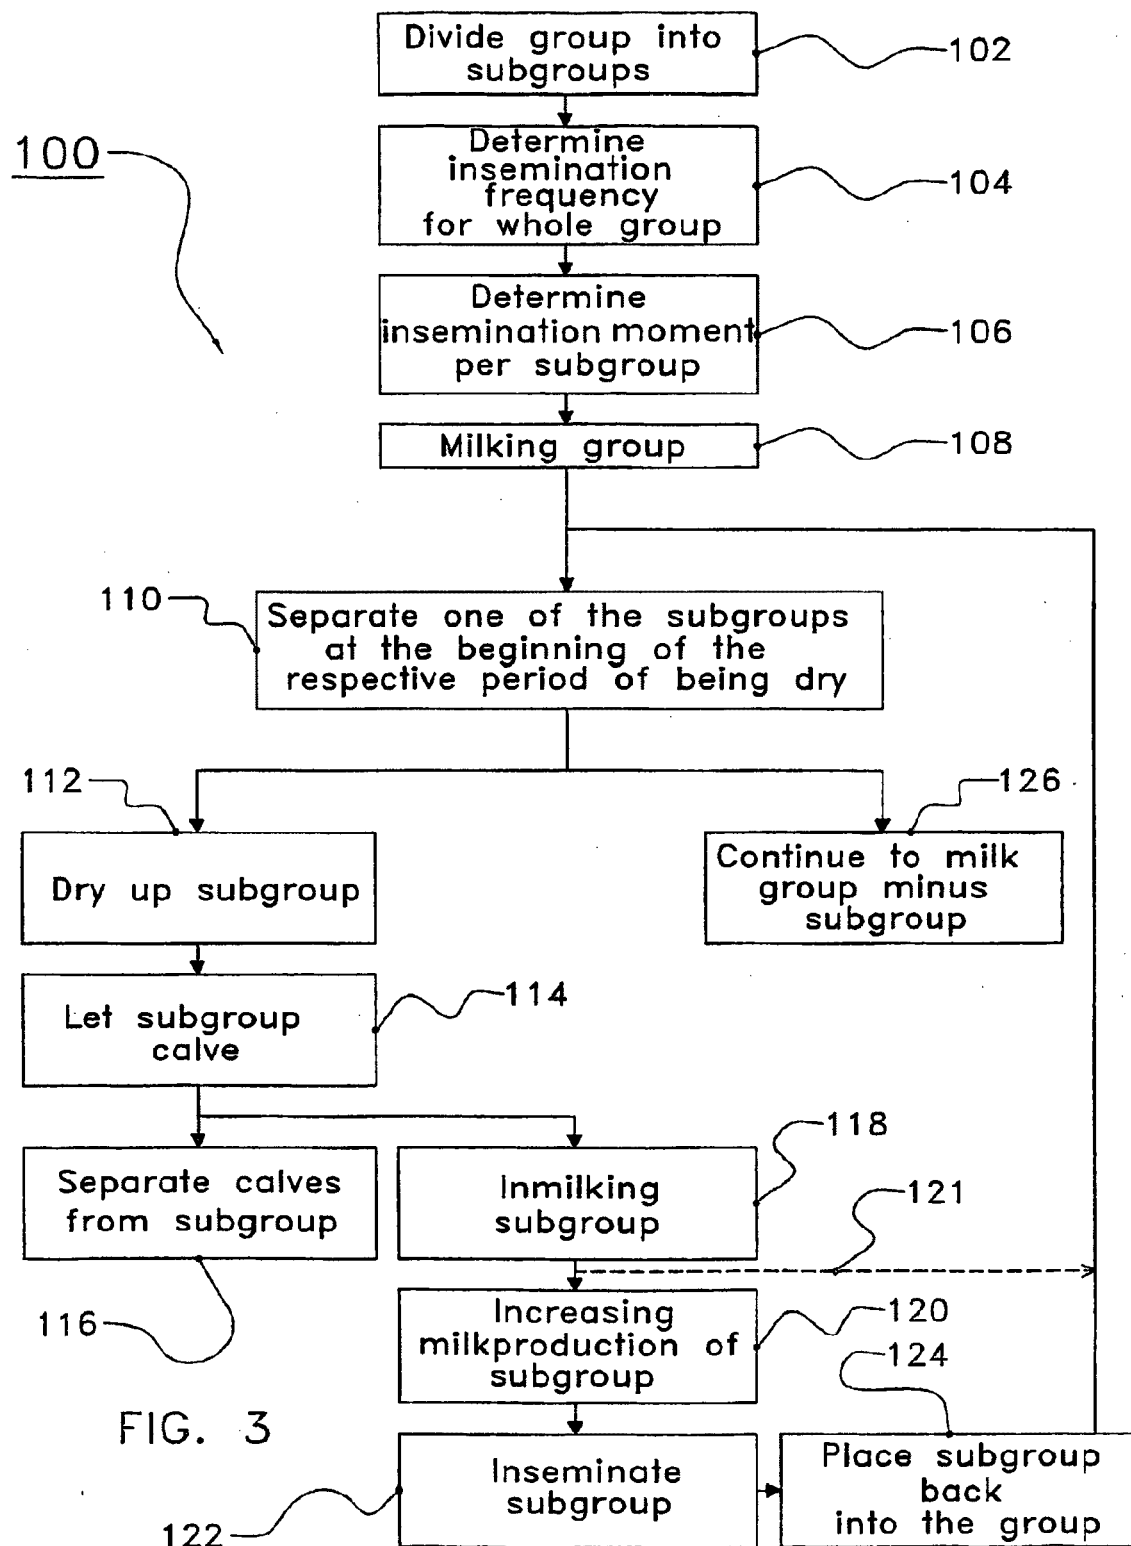 Divide group into
subgroups
102
Determine
insemination
frequency
for whole group
104
100
Determine
insemination moment
per subgroup
106
Milking group
108
110
Separate one of the subgroups
at the beginning of the
respective period of being dry
112
126
Dry up subgroup
Continue to milk
group minus
subgroup
114
Let subgroup
calve
118
Separate calves
from subgroup
Inmilking
subgroup
121
116
Increasing
milkproduction of
subgroup
120
124
FIG. 3
Inseminate
subgroup
122
Place subgroup
back
into the group